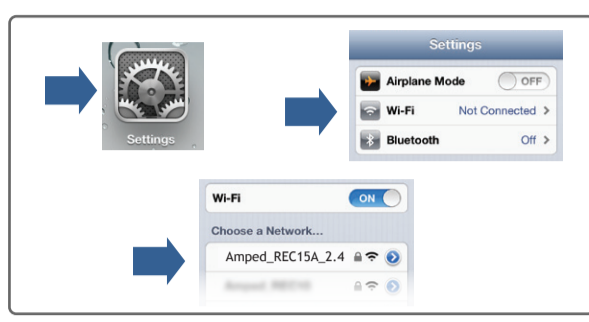 Settings
Settings
Airplane Mode OFF
Wi-Fi Not Connected
Bluetooth Off
Wi-Fi ON
Choose a Network...
Amped_REC15A_2.4